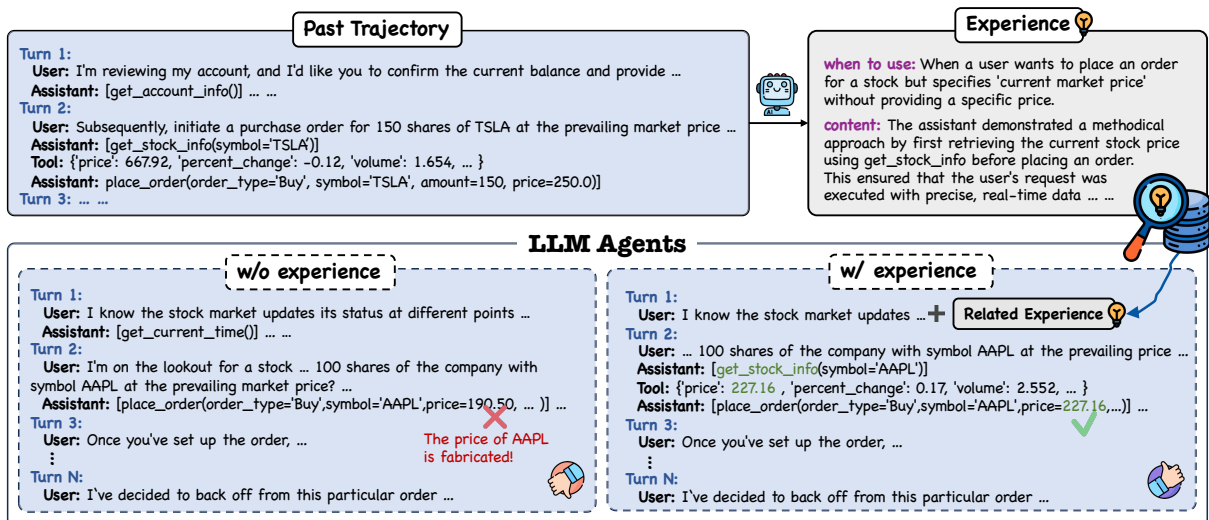 Past Trajectory
Turn 1:
User: I'm reviewing my account, and I'd like you to confirm the current balance and provide ...
Assistant: [get_account_info()] ... ...
Turn 2:
User: Subsequently, initiate a purchase order for 150 shares of TSLA at the prevailing market price ...
Assistant: [get_stock_info(symbol='TSLA')]
Tool: {'price': 667.92, 'percent_change': -0.12, 'volume': 1.654, ... }
Assistant: place_order(order_type='Buy', symbol='TSLA', amount=150, price=250.0)]
Turn 3: ... ...
AI
Experience
when to use: When a user wants to place an order
for a stock but specifies 'current market price'
without providing a specific price.
content: The assistant demonstrated a methodical
approach by first retrieving the current stock price
using get_stock_info before placing an order.
This ensured that the user's request was
executed with precise, real-time data ... ...
LLM Agents
w/o experience
Turn 1:
User: I know the stock market updates its status at different points ...
Assistant: [get_current_time()] ... ...
Turn 2:
User: I'm on the lookout for a stock ... 100 shares of the company with
symbol AAPL at the prevailing market price? ...
Assistant: [place_order(order_type='Buy',symbol='AAPL',price=190.50, ... )] ...
Turn 3:
User: Once you've set up the order, ...
The price of AAPL
is fabricated!
⋮
Turn N:
User: I've decided to back off from this particular order ...
w/ experience
Turn 1:
User: I know the stock market updates ... + Related Experience
Turn 2:
User: ... 100 shares of the company with symbol AAPL at the prevailing price ...
Assistant: [get_stock_info(symbol='AAPL')]
Tool: {'price': 227.16 , 'percent_change': 0.17, 'volume': 2.552, ... }
Assistant: [place_order(order_type='Buy',symbol='AAPL',price=227.16,...)] ...
Turn 3:
User: Once you've set up the order, ...
⋮
Turn N:
User: I've decided to back off from this particular order ...